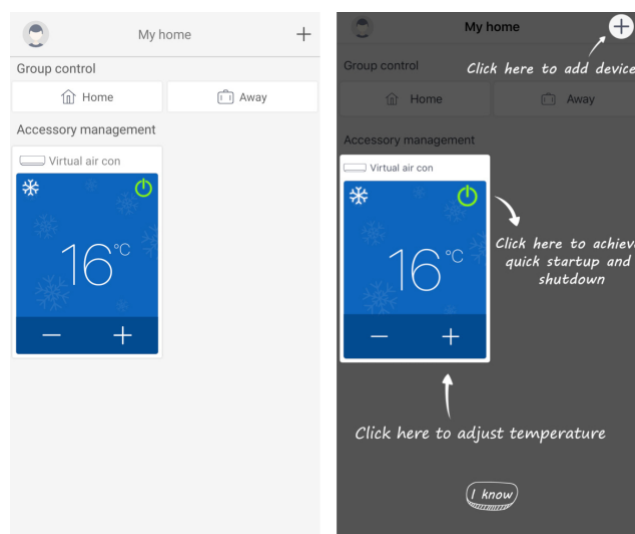 My home
+
Group control
Home
Away
Accessory management
Virtual air con
16°C
− +
My home
+
Click here to add device
Group control
Home
Away
Accessory management
Virtual air con
16°C
− +
Click here to achieve
quick startup and
shutdown
Click here to adjust temperature
I know